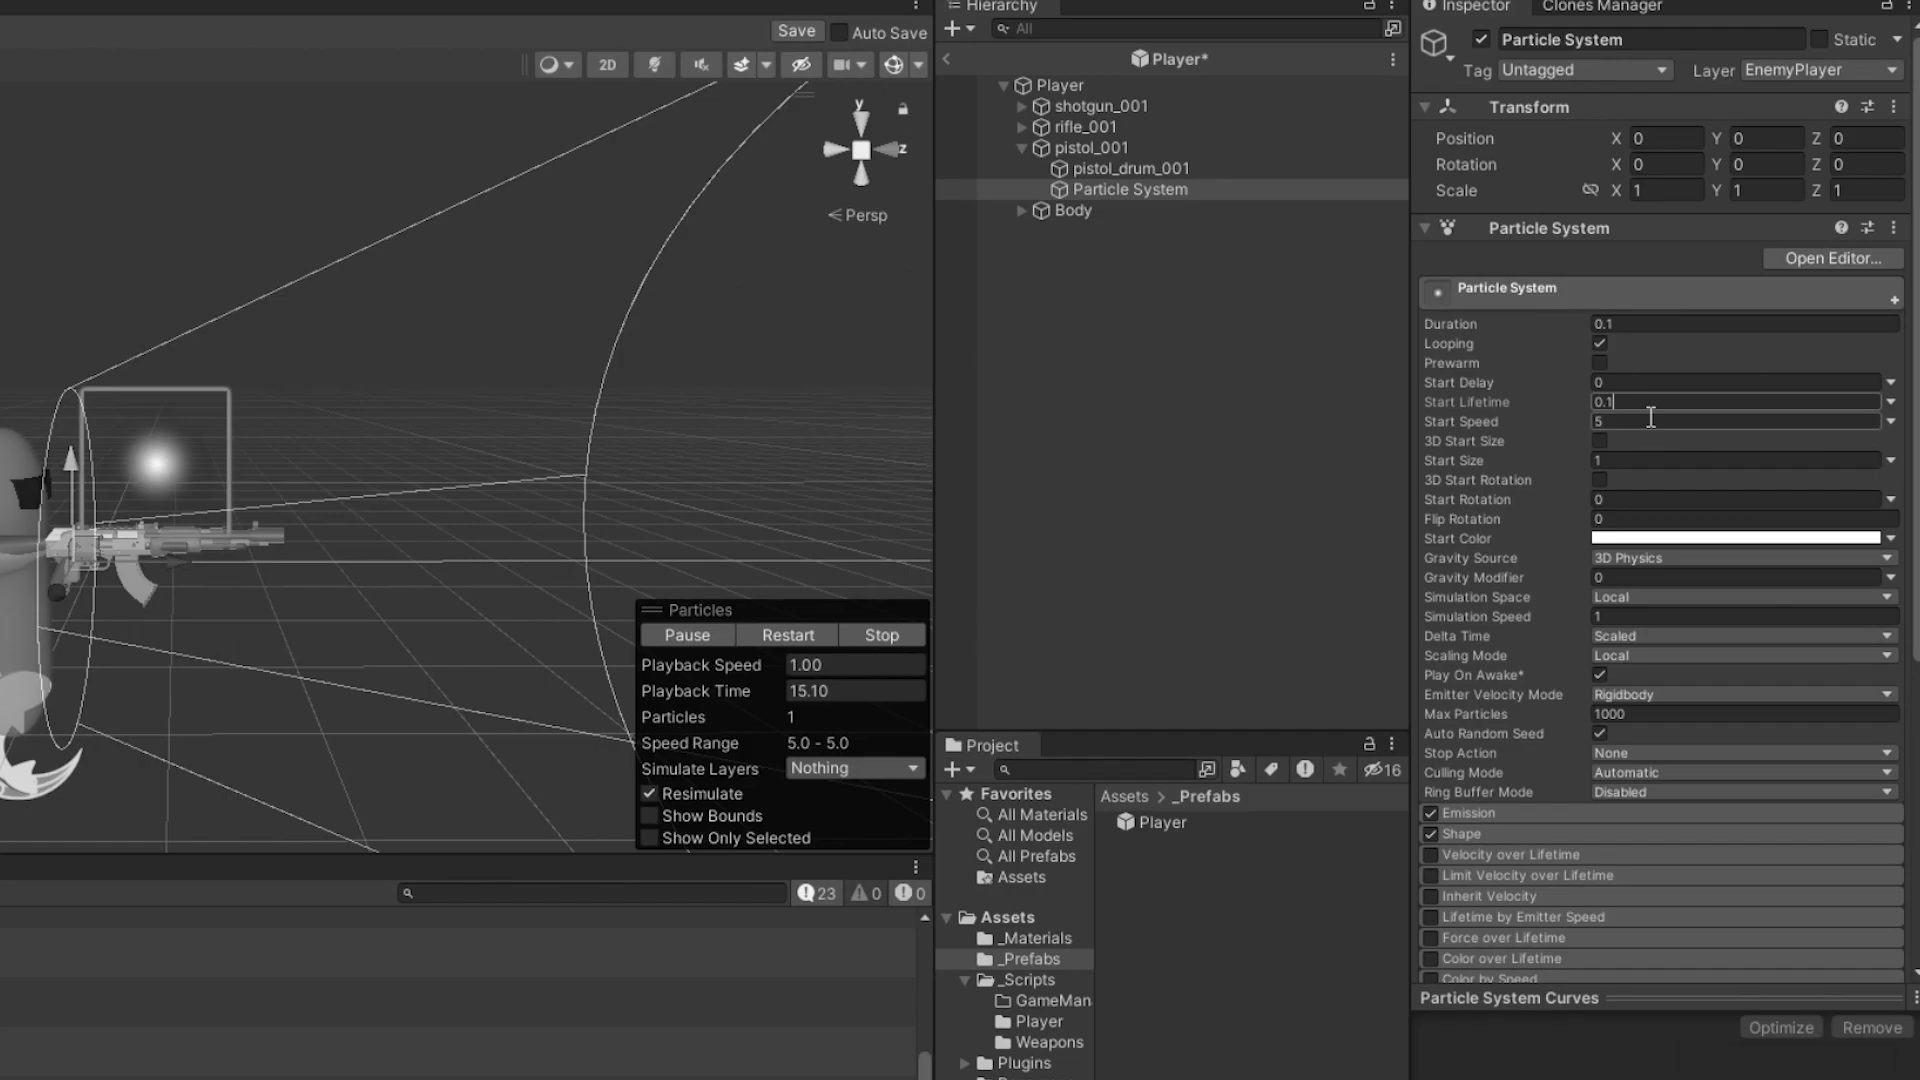 Save
Auto Save
2D
y
z
Persp
Particles
Pause
Restart
Stop
Playback Speed 1.00
Playback Time 15.10
Particles 1
Speed Range 5.0 - 5.0
Simulate Layers Nothing
Resimulate
Show Bounds
Show Only Selected
23
0
0
Hierarchy
All
Player*
Player
shotgun_001
rifle_001
pistol_001
pistol_drum_001
Particle System
Body
Project
16
Favorites
All Materials
All Models
All Prefabs
Assets
Assets
_Materials
_Prefabs
_Scripts
GameMan
Player
Weapons
Plugins
Assets > _Prefabs
Player
Inspector
Clones Manager
Particle System
Static
Tag Untagged
Layer EnemyPlayer
Transform
Position X 0 Y 0 Z 0
Rotation X 0 Y 0 Z 0
Scale X 1 Y 1 Z 1
Particle System
Open Editor...
Particle System
Duration 0.1
Looping
Prewarm
Start Delay 0
Start Lifetime 0.1
Start Speed 5
3D Start Size
Start Size 1
3D Start Rotation
Start Rotation 0
Flip Rotation 0
Start Color
Gravity Source 3D Physics
Gravity Modifier 0
Simulation Space Local
Simulation Speed 1
Delta Time Scaled
Scaling Mode Local
Play On Awake*
Emitter Velocity Mode Rigidbody
Max Particles 1000
Auto Random Seed
Stop Action None
Culling Mode Automatic
Ring Buffer Mode Disabled
Emission
Shape
Velocity over Lifetime
Limit Velocity over Lifetime
Inherit Velocity
Lifetime by Emitter Speed
Force over Lifetime
Color over Lifetime
Color by Speed
Particle System Curves
Optimize
Remove